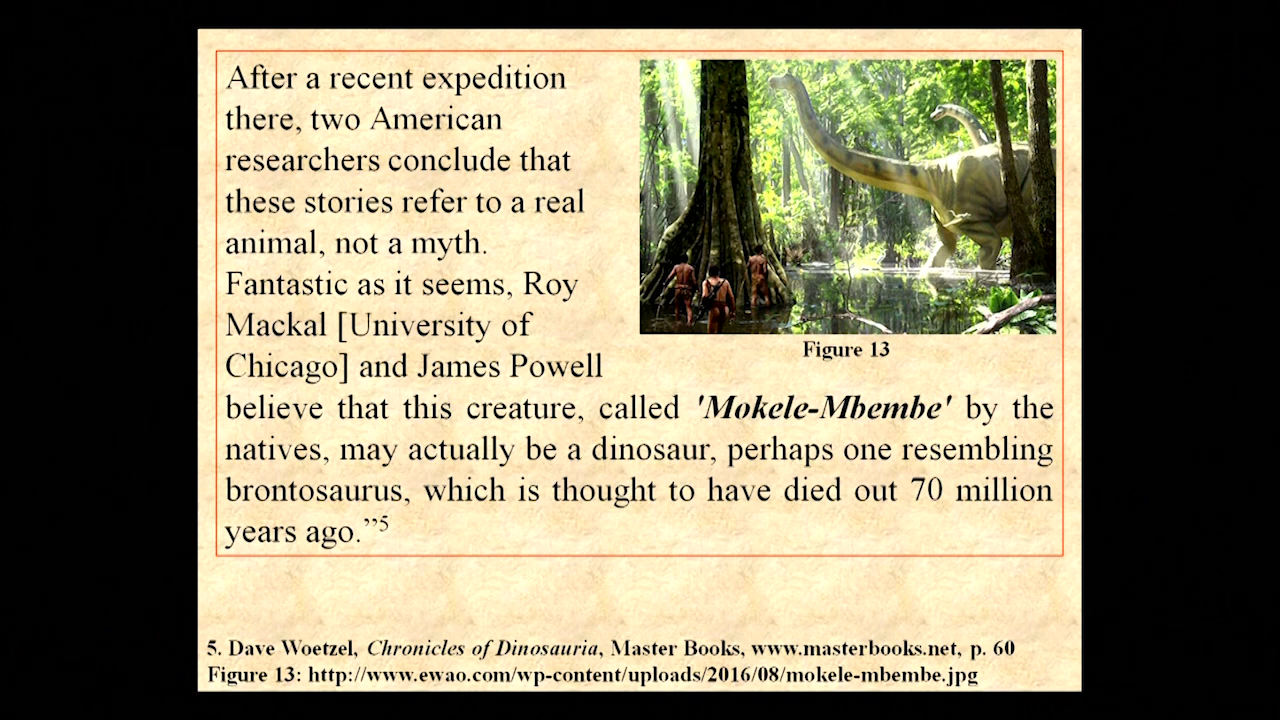 After a recent expedition
there, two American
researchers conclude that
these stories refer to a real
animal, not a myth.
Fantastic as it seems, Roy
Mackal [University of
Chicago] and James Powell
Figure 13
believe that this creature, called 'Mokele-Mbembe' by the
natives, may actually be a dinosaur, perhaps one resembling
brontosaurus, which is thought to have died out 70 million
years ago.”5
5. Dave Woetzel, Chronicles of Dinosauria, Master Books, www.masterbooks.net, p. 60
Figure 13: http://www.ewao.com/wp-content/uploads/2016/08/mokele-mbembe.jpg